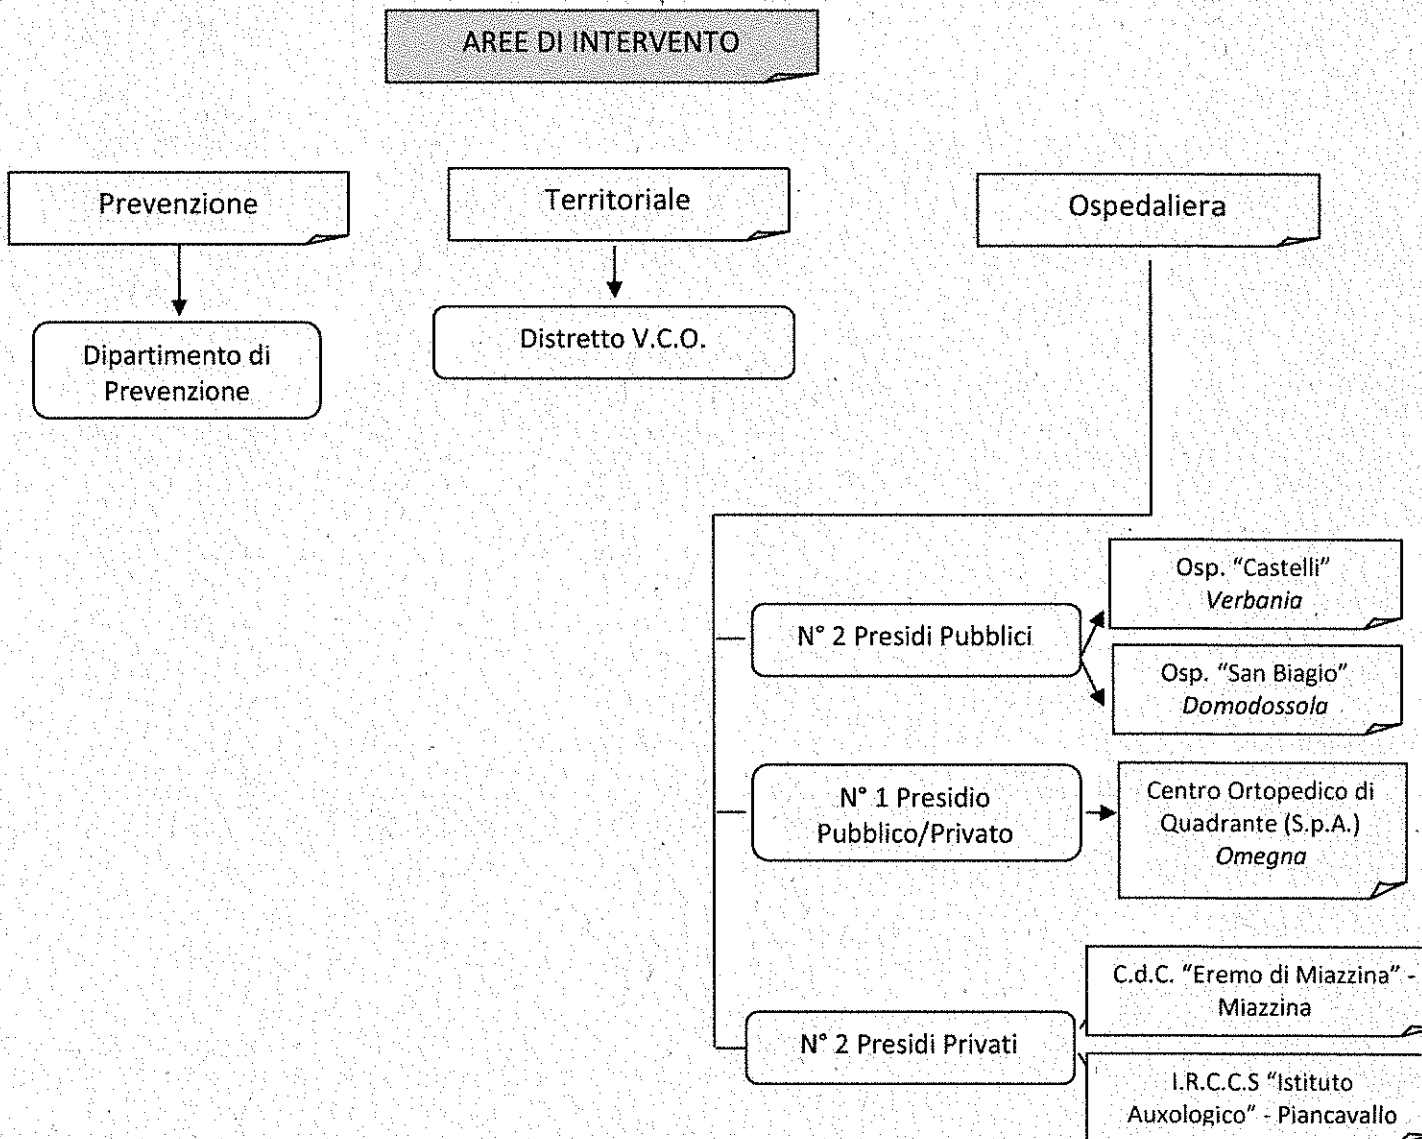 AREE DI INTERVENTO
Prevenzione
Territoriale
Ospedaliera
Dipartimento di
Prevenzione
Distretto V.C.O.
N° 2 Presidi Pubblici
Osp. “Castelli”
Verbania
Osp. “San Biagio”
Domodossola
N° 1 Presidio
Pubblico/Privato
Centro Ortopedico di
Quadrante (S.p.A.)
Omegna
N° 2 Presidi Privati
C.d.C. “Eremo di Miazzina” -
Miazzina
I.R.C.C.S “Istituto
Auxologico” - Piancavallo